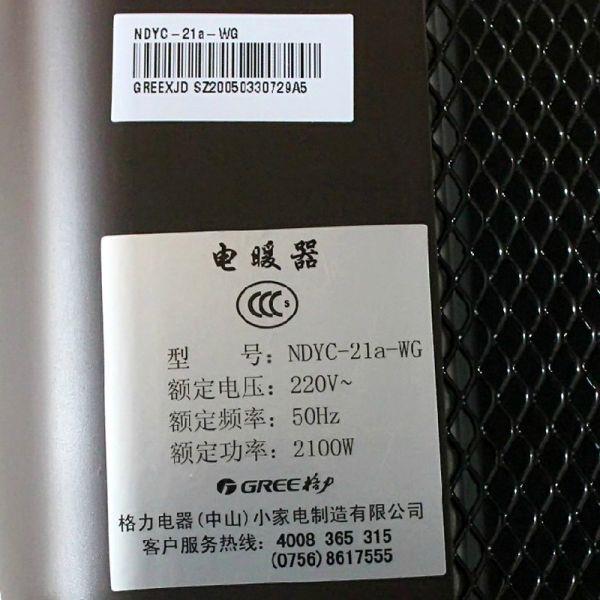 NDYC-21a-WG
GREEXJD SZ20050330729A5
电暖器
CCC S
型 号: NDYC-21a-WG
额定电压: 220V~
额定频率: 50Hz
额定功率: 2100W
GREE格力
格力电器(中山)小家电制造有限公司
客户服务热线: 4008 365 315
(0756)8617555